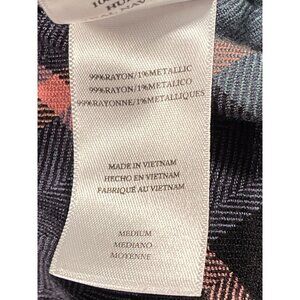 99%RAYON/1%METALLIC
99%RAYON/1%METALICO
99%RAYONNE/1%METALLIQUES
MADE IN VIETNAM
HECHO EN VIETNAM
FABRIQUÉ AU VIETNAM
MEDIUM
MEDIANO
MOYENNE